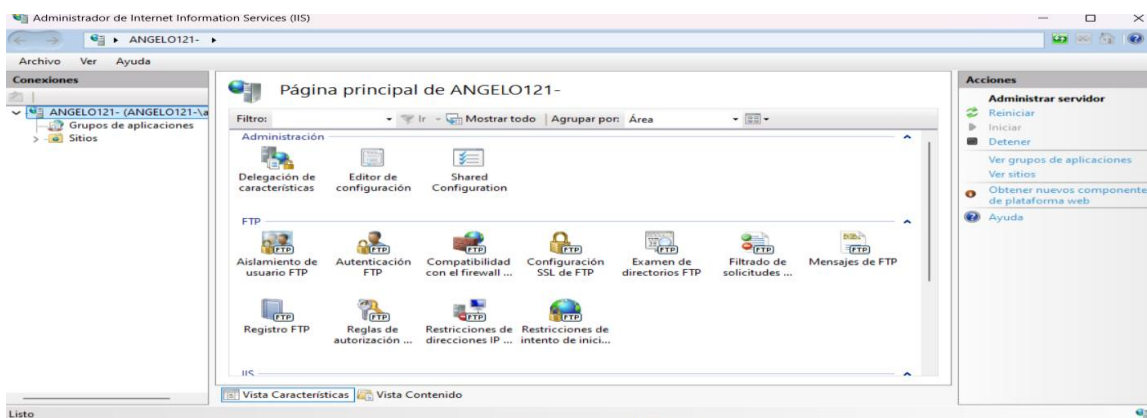 Administrador de Internet Information Services (IIS)
ANGELO121-
Archivo Ver Ayuda
Conexiones
ANGELO121- (ANGELO121-\a
Grupos de aplicaciones
Sitios
Página principal de ANGELO121-
Filtro: Ir Mostrar todo Agrupar por: Área
Administración
Delegación de características
Editor de configuración
Shared Configuration
FTP
Aislamiento de usuario FTP
Autenticación FTP
Compatibilidad con el firewall ...
Configuración SSL de FTP
Examen de directorios FTP
Filtrado de solicitudes ...
Mensajes de FTP
Registro FTP
Reglas de autorización ...
Restricciones de direcciones IP ...
Restricciones de intento de inici...
IIS
Vista Características Vista Contenido
Acciones
Administrar servidor
Reiniciar
Iniciar
Detener
Ver grupos de aplicaciones
Ver sitios
Obtener nuevos componente
de plataforma web
Ayuda
Listo